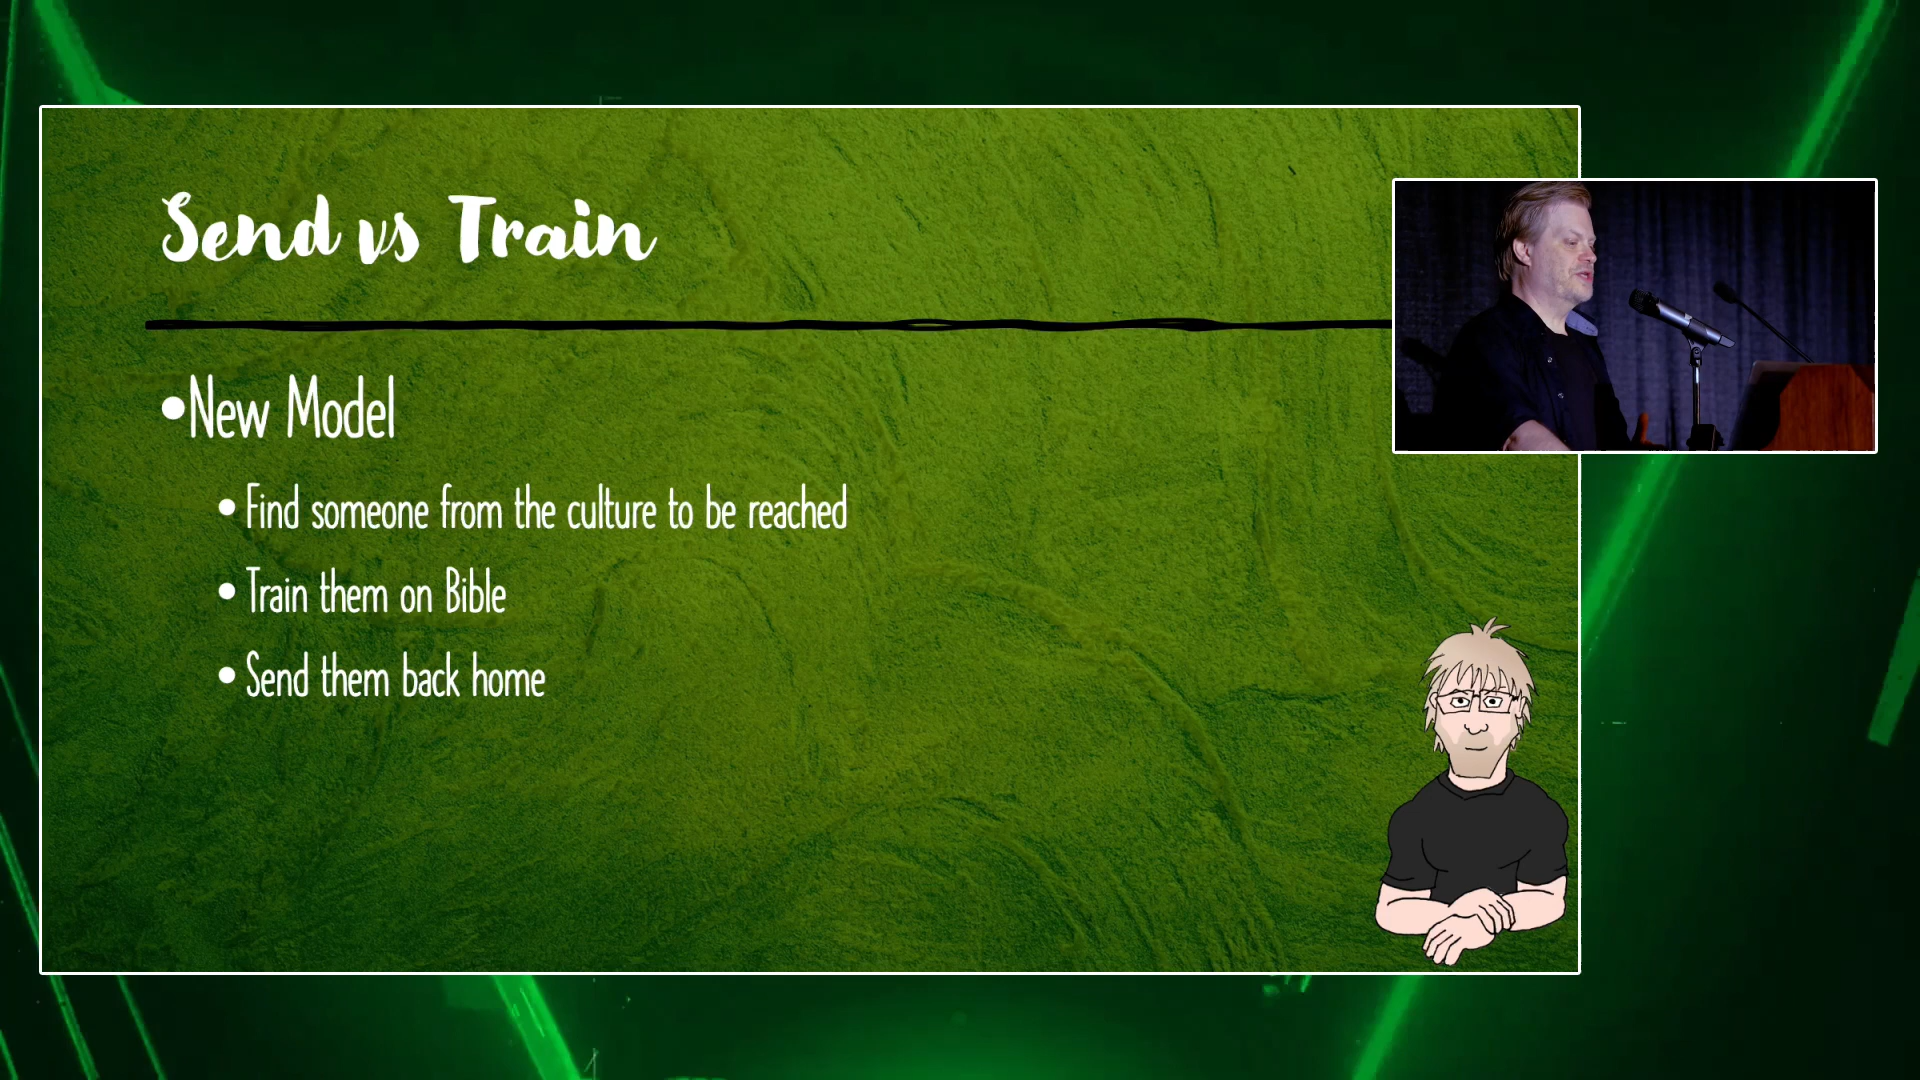 Send vs Train
•New Model
•Find someone from the culture to be reached
•Train them on Bible
•Send them back home